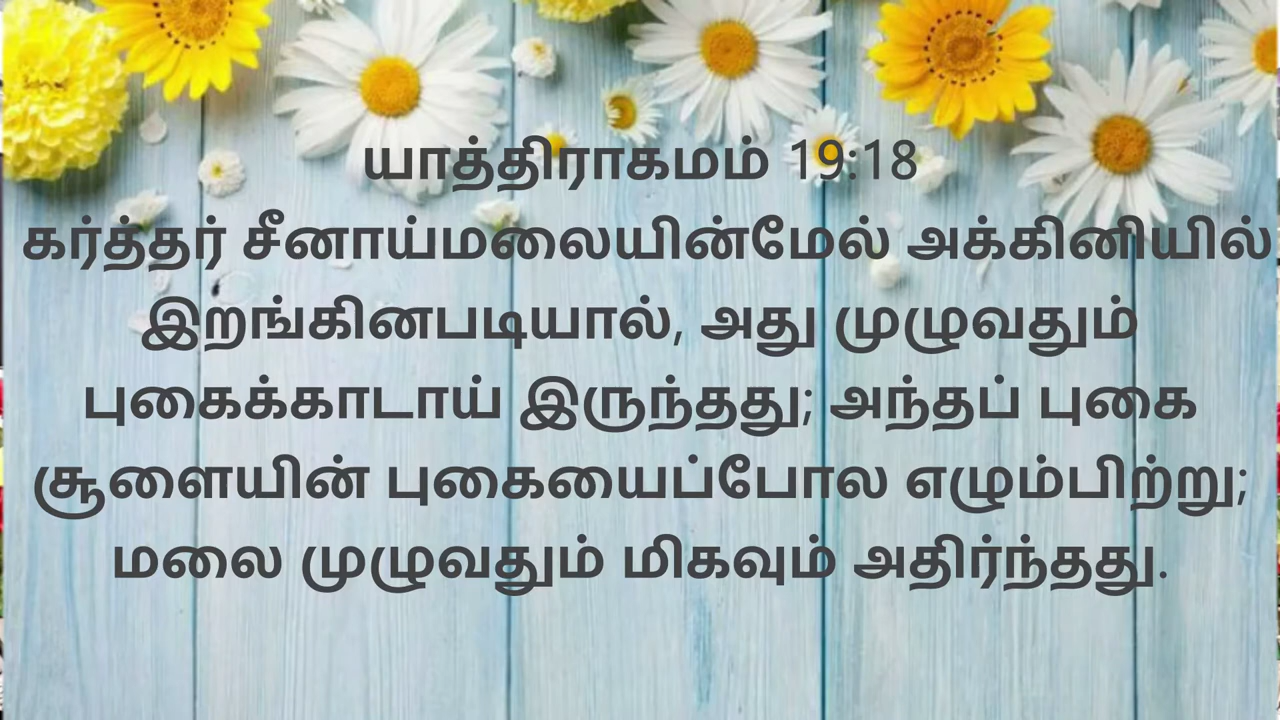 யாத்திராகமம் 19:18
கர்த்தர் சீனாய்மலையின்மேல் அக்கினியில்
இறங்கினபடியால், அது முழுவதும்
புகைக்காடாய் இருந்தது; அந்தப் புகை
சூளையின் புகையைப்போல எழும்பிற்று;
மலை முழுவதும் மிகவும் அதிர்ந்தது.